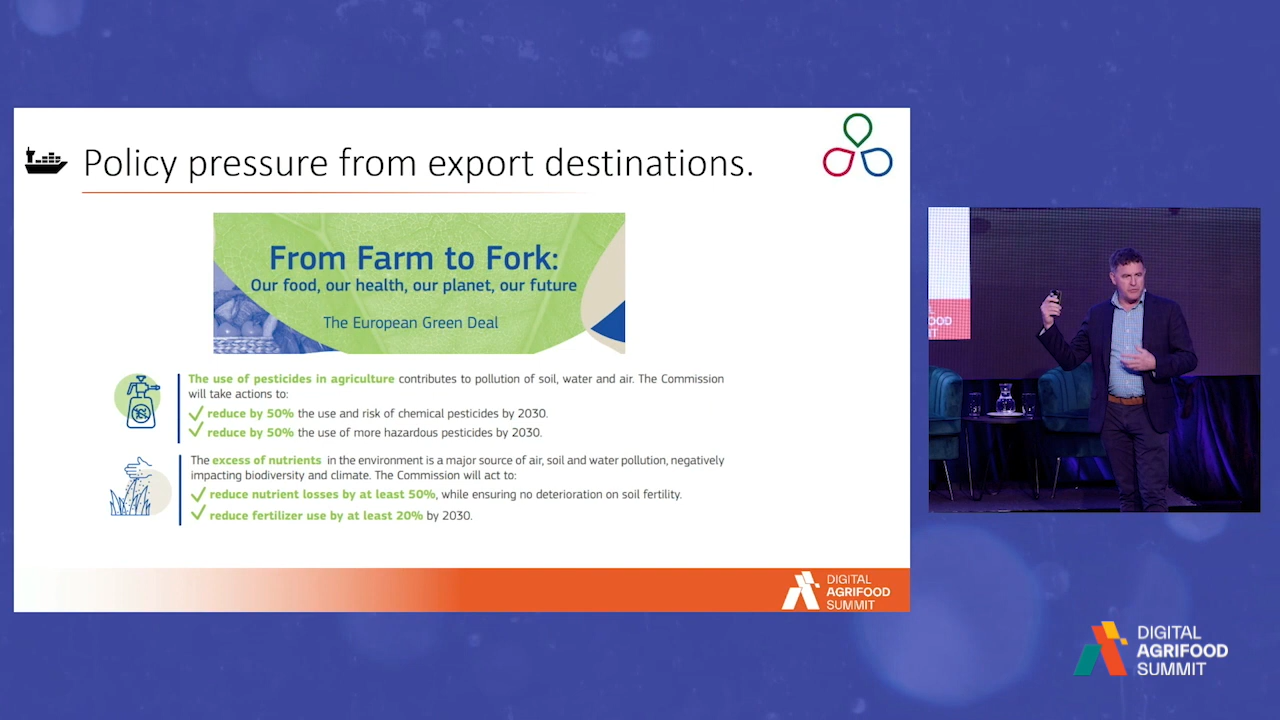 Policy pressure from export destinations.
From Farm to Fork:
Our food, our health, our planet, our future
The European Green Deal
The use of pesticides in agriculture contributes to pollution of soil, water and air. The Commission
will take actions to:
reduce by 50% the use and risk of chemical pesticides by 2030.
reduce by 50% the use of more hazardous pesticides by 2030.
The excess of nutrients in the environment is a major source of air, soil and water pollution, negatively
impacting biodiversity and climate. The Commission will act to:
reduce nutrient losses by at least 50%, while ensuring no deterioration on soil fertility.
reduce fertilizer use by at least 20% by 2030.
DIGITAL
AGRIFOOD
SUMMIT
DIGITAL
AGRIFOOD
SUMMIT